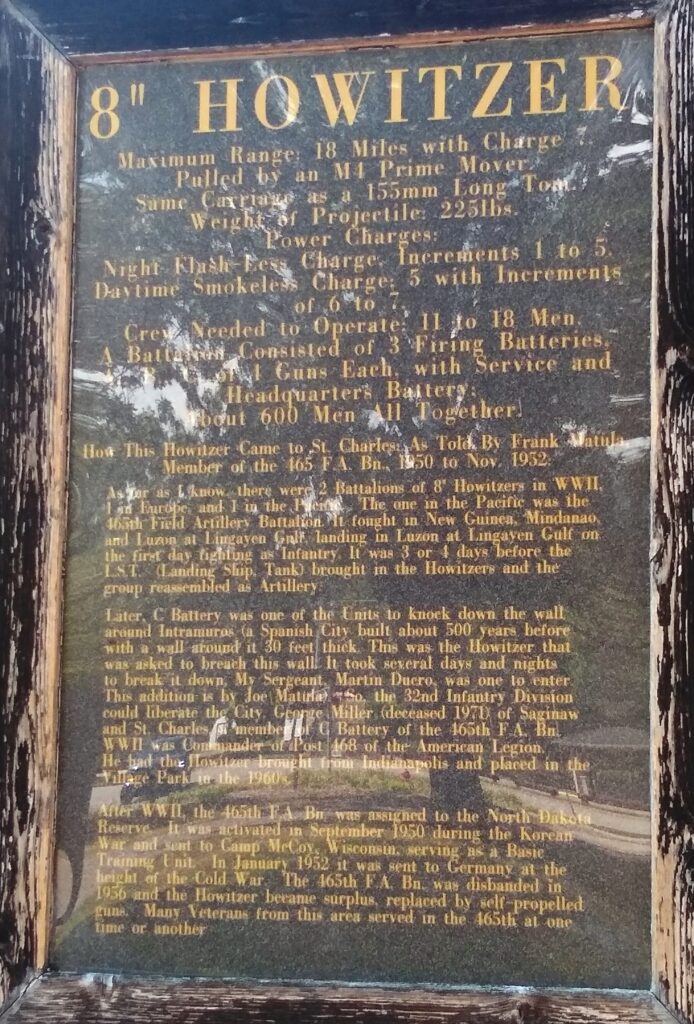 8" HOWITZER
Maximum Range: 18 Miles with Charge 7.
Pulled by an M4 Prime Mover.
Same Carriage as a 155mm Long Tom.
Weight of Projectile: 225lbs.
Power Charges:
Night Flash-Less Charge, Increments 1 to 5.
Daytime Smokeless Charge; 5 with Increments
of 6 to 7.
Crew Needed to Operate: 11 to 18 Men.
A Battalion Consisted of 3 Firing Batteries,
of 4 Guns Each, with Service and
Headquarters Battery;
About 600 Men All Together.
How This Howitzer Came to St. Charles; As Told By Frank Matula,
Member of the 465 F.A. Bn., 1950 to Nov. 1952:
As far as I know, there were 2 Battalions of 8" Howitzers in WWII,
1 in Europe, and 1 in the Pacific. The one in the Pacific was the
465th Field Artillery Battalion. It fought in New Guinea, Mindanao,
and Luzon at Lingayen Gulf, landing in Luzon at Lingayen Gulf on
the first day fighting as Infantry. It was 3 or 4 days before the
L.S.T. (Landing Ship, Tank) brought in the Howitzers and the
group reassembled as Artillery.
Later, C Battery was one of the Units to knock down the wall
around Intramuros (a Spanish City built about 500 years before
with a wall around it 30 feet thick. This was the Howitzer that
was asked to breach this wall. It took several days and nights
to break it down. My Sergeant, Martin Ducro, was one to enter.
This addition is by Joe Matula). So, the 32nd Infantry Division
could liberate the City. George Miller (deceased 1971) of Saginaw
and St. Charles, a member of C Battery of the 465th F.A. Bn.
WWII was Commander of Post 468 of the American Legion.
He had the Howitzer brought from Indianapolis and placed in the
Village Park in the 1960s.
After WWII, the 465th F.A. Bn. was assigned to the North Dakota
Reserve. It was activated in September 1950 during the Korean
War and sent to Camp McCoy, Wisconsin, serving as a Basic
Training Unit. In January 1952 it was sent to Germany at the
height of the Cold War. The 465th F.A. Bn. was disbanded in
1956 and the Howitzer became surplus, replaced by self-propelled
guns. Many Veterans from this area served in the 465th at one
time or another